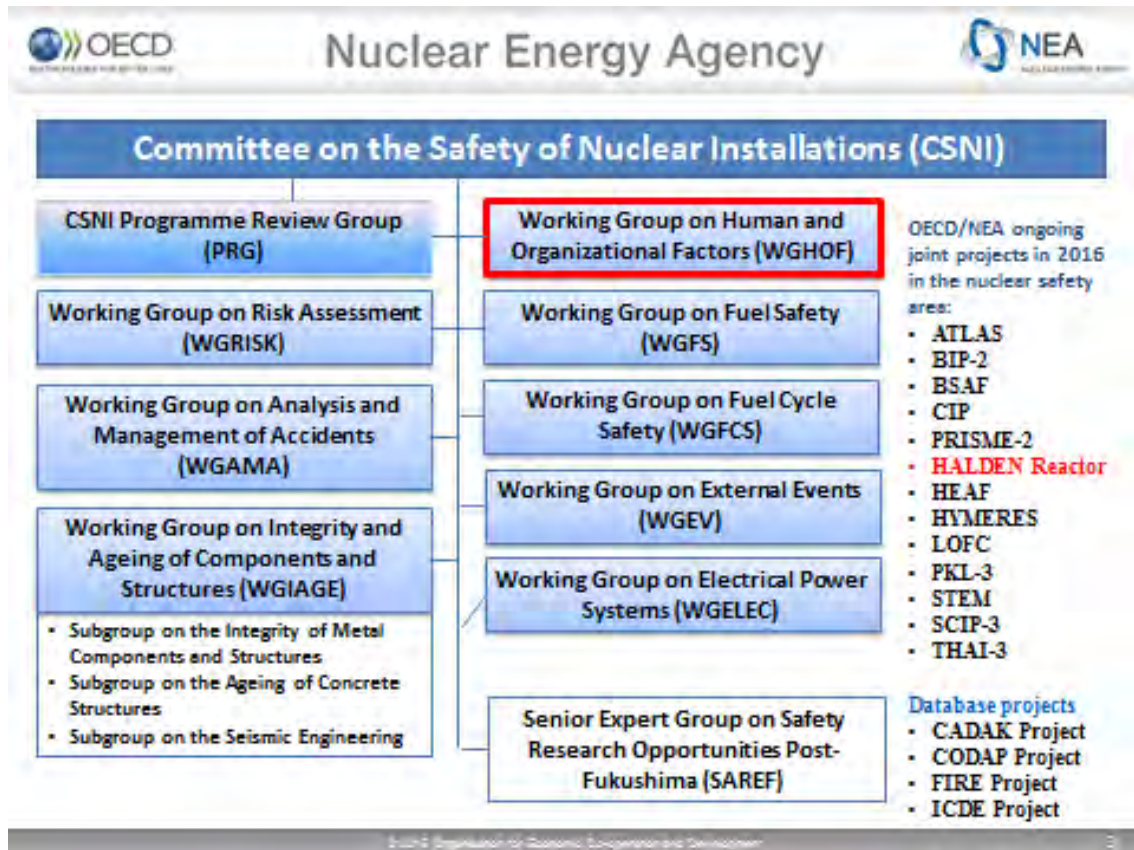 OECD
Nuclear Energy Agency
NEA
Committee on the Safety of Nuclear Installations (CSNI)
CSNI Programme Review Group
(PRG)
Working Group on Risk Assessment
(WGRISK)
Working Group on Analysis and
Management of Accidents
(WGAMA)
Working Group on Integrity and
Ageing of Components and
Structures (WGIAGE)
• Subgroup on the Integrity of Metal
Components and Structures
• Subgroup on the Ageing of Concrete
Structures
• Subgroup on the Seismic Engineering
Working Group on Human and
Organizational Factors (WGHOF)
Working Group on Fuel Safety
(WGFS)
Working Group on Fuel Cycle
Safety (WGFCS)
Working Group on External Events
(WGEV)
Working Group on Electrical Power
Systems (WGELEC)
Senior Expert Group on Safety
Research Opportunities Post-
Fukushima (SAREF)
OECD/NEA ongoing
joint projects in 2016
in the nuclear safety
area:
• ATLAS
• BIP-2
• BSAF
• CIP
• PRISME-2
• HALDEN Reactor
• HEAF
• HYMERES
• LOFC
• PKL-3
• STEM
• SCIP-3
• THAI-3
Database projects
• CADAK Project
• CODAP Project
• FIRE Project
• ICDE Project
Organisation for Economic Co-operation and Development